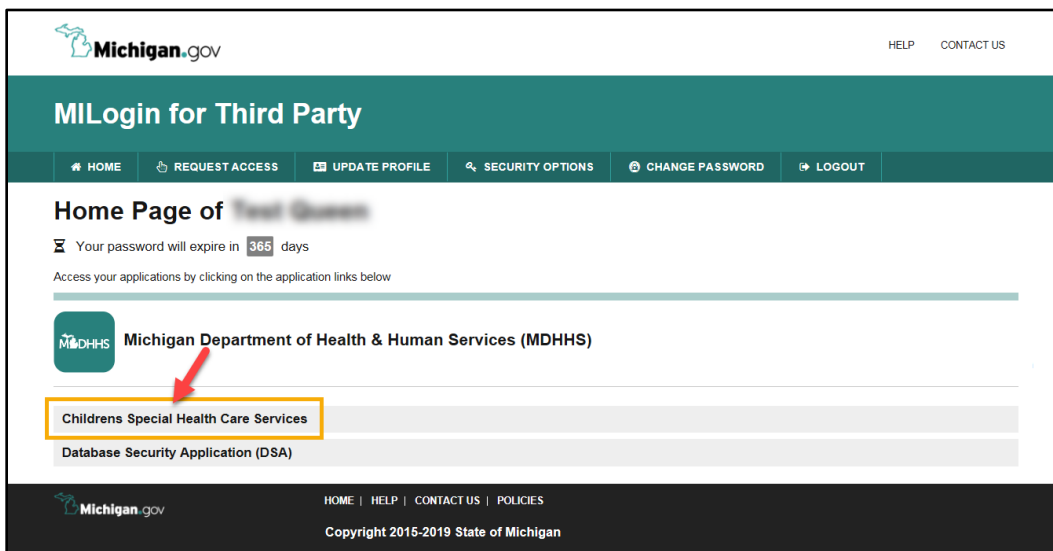 Michigan.gov
HELP CONTACT US
MILogin for Third Party
HOME REQUEST ACCESS UPDATE PROFILE SECURITY OPTIONS CHANGE PASSWORD LOGOUT
Home Page of
Your password will expire in 365 days
Access your applications by clicking on the application links below
MDHHS Michigan Department of Health & Human Services (MDHHS)
Childrens Special Health Care Services
Database Security Application (DSA)
Michigan.gov HOME | HELP | CONTACT US | POLICIES
Copyright 2015-2019 State of Michigan